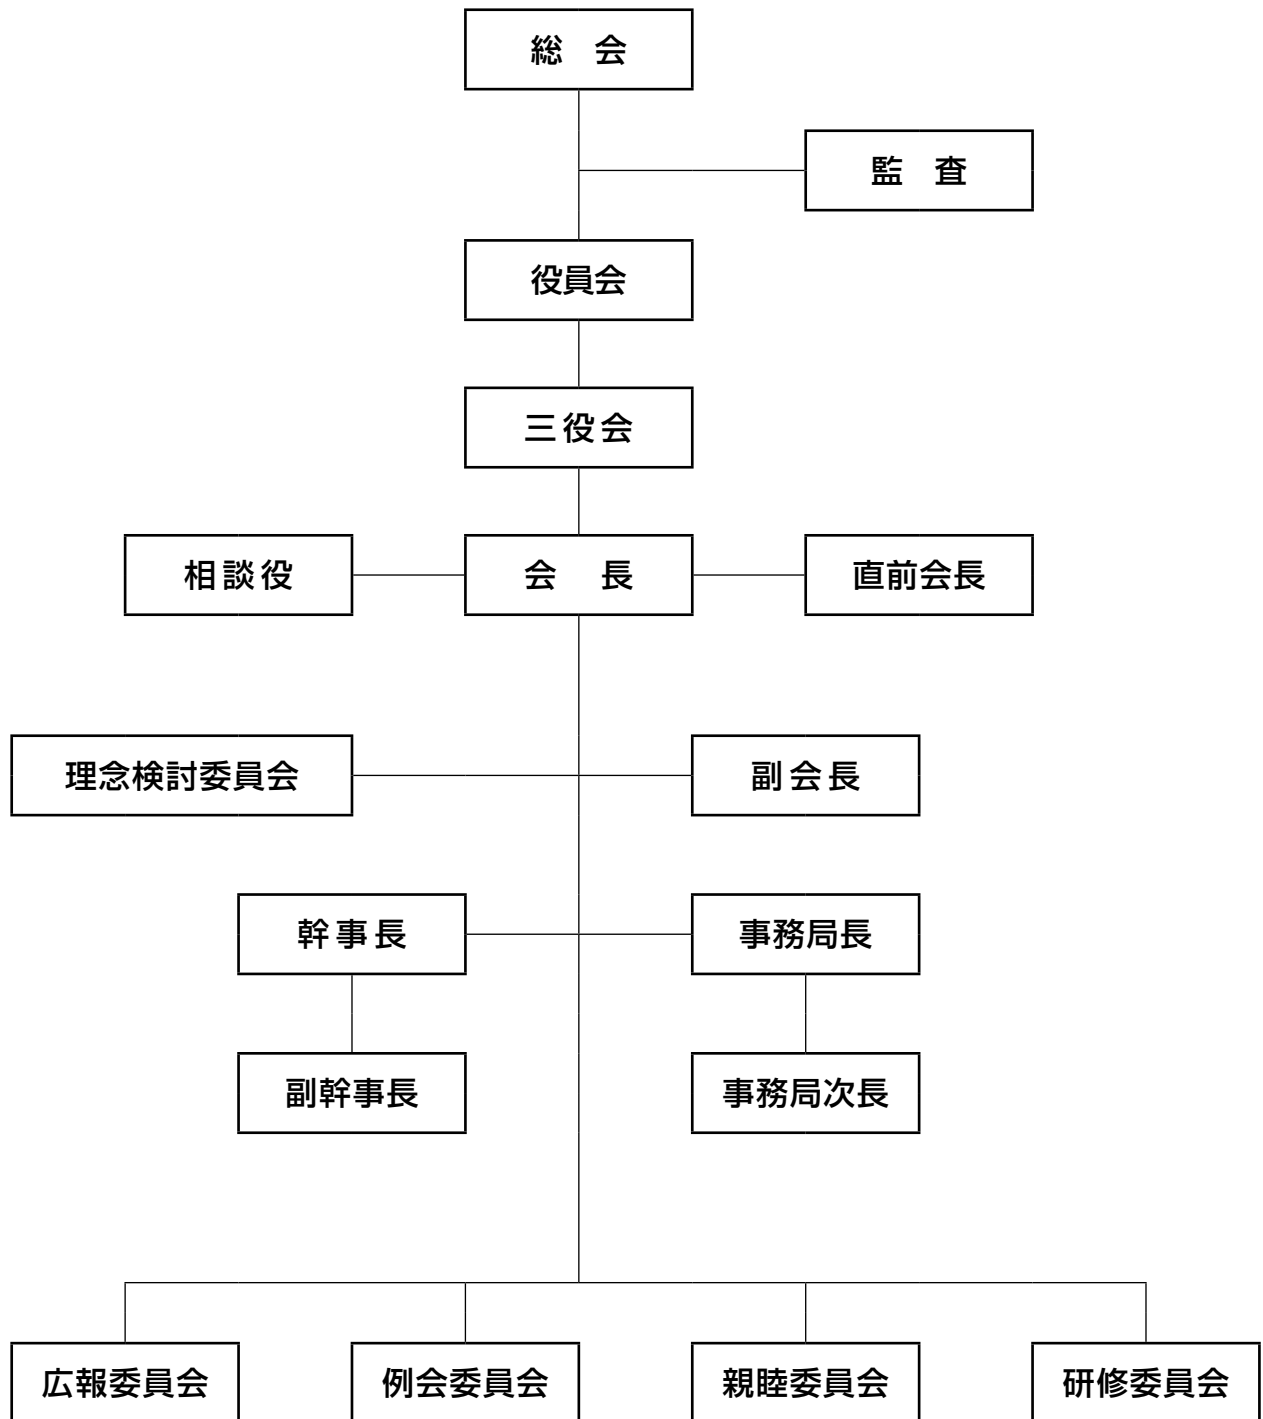 総　会
監　査
役員会
三役会
相談役
会　長
直前会長
理念検討委員会
副会長
幹事長
事務局長
副幹事長
事務局次長
広報委員会
例会委員会
親睦委員会
研修委員会